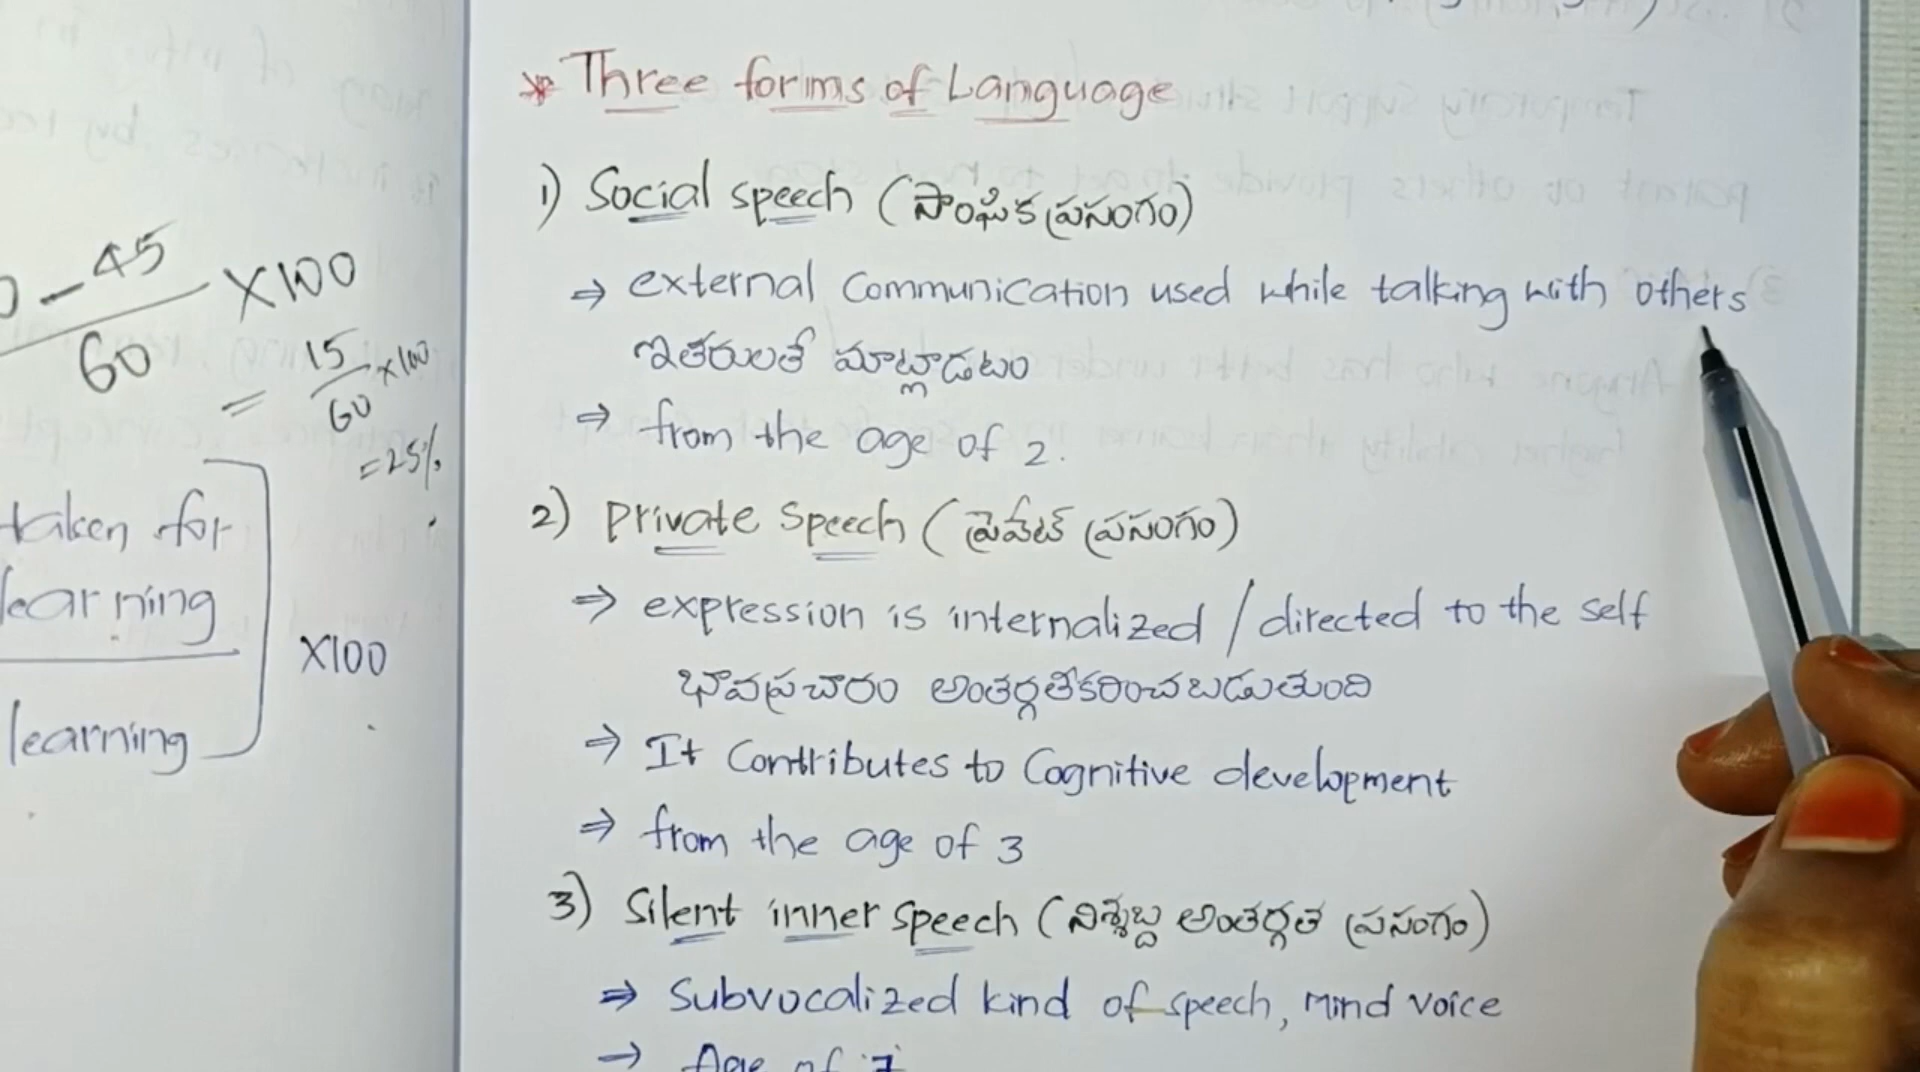 - 45
60
X100
= 15
60
x100
= 25%
taken for
learning
learning
X100
* Three forms of Language
1) Social speech (సాంఘిక ప్రసంగం)
⇒ external communication used while talking with others
ఇతరులతో మాట్లాడటం
⇒ from the age of 2.
2) private speech (ప్రైవేట్ ప్రసంగం)
⇒ expression is internalized / directed to the self
భావప్రచారం అంతర్గతీకరించబడుతుంది
⇒ It Contributes to Cognitive development
⇒ from the age of 3
3) Silent inner speech (నిశ్శబ్ద అంతర్గత ప్రసంగం)
⇒ Subvocalized kind of speech, Mind voice
→ Age of 7